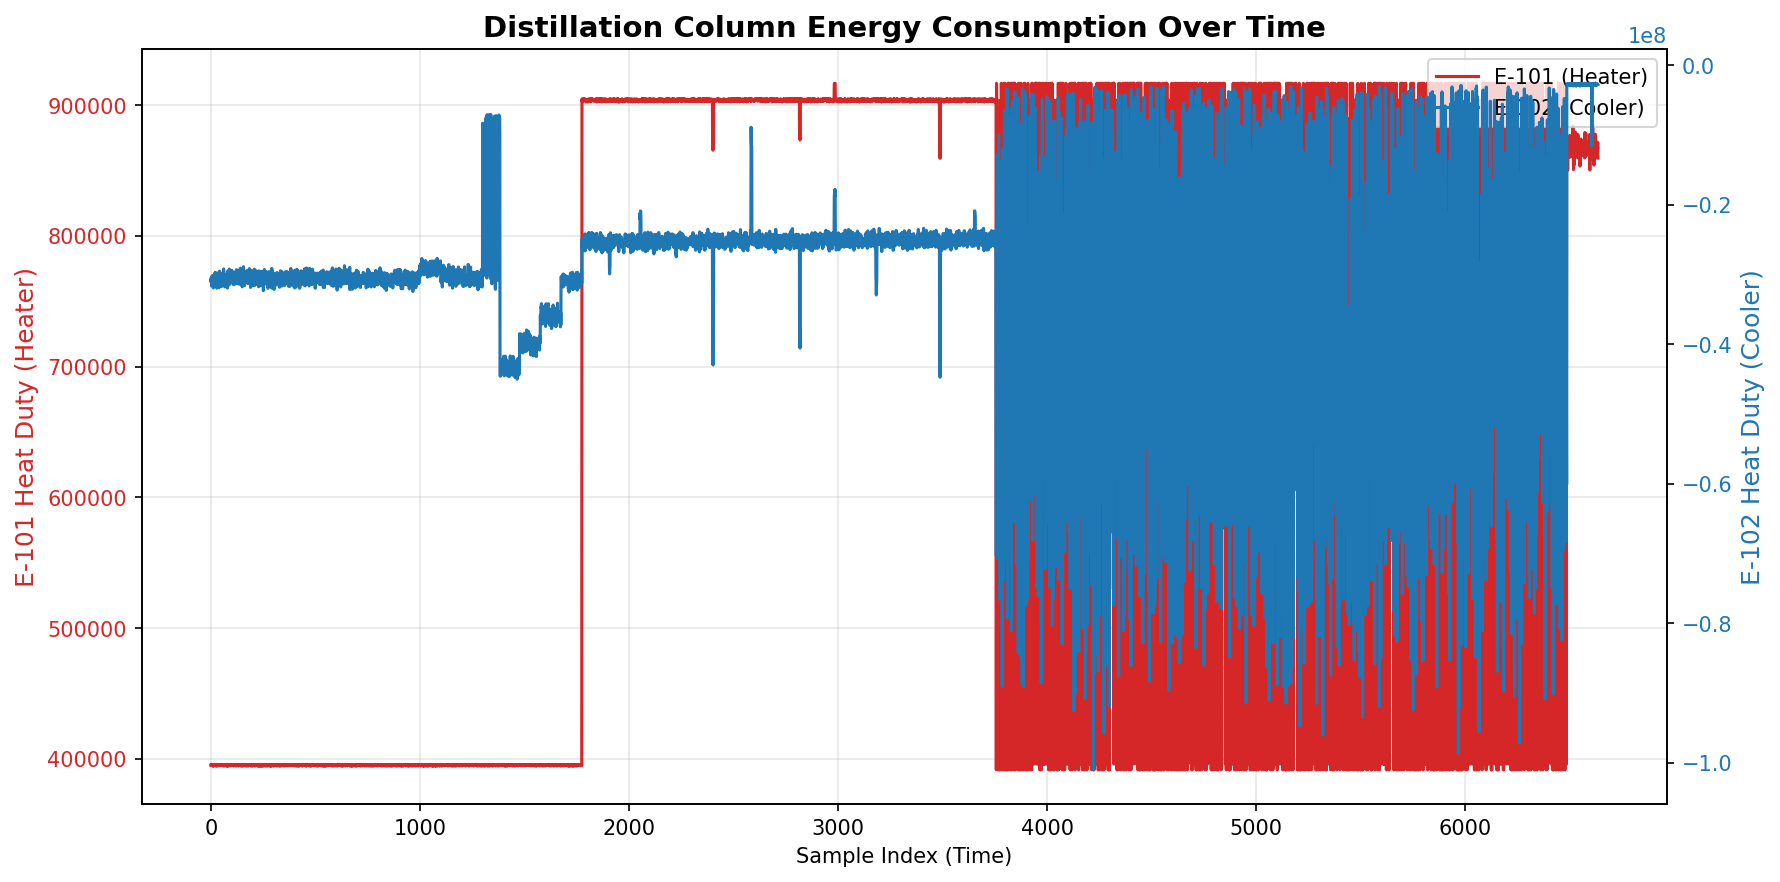 Distillation Column Energy Consumption Over Time
1e8
E-101 (Heater)
E-102 (Cooler)
E-101 Heat Duty (Heater)
900000
800000
700000
600000
500000
400000
0.0
−0.2
−0.4
−0.6
−0.8
−1.0
E-102 Heat Duty (Cooler)
0 1000 2000 3000 4000 5000 6000
Sample Index (Time)